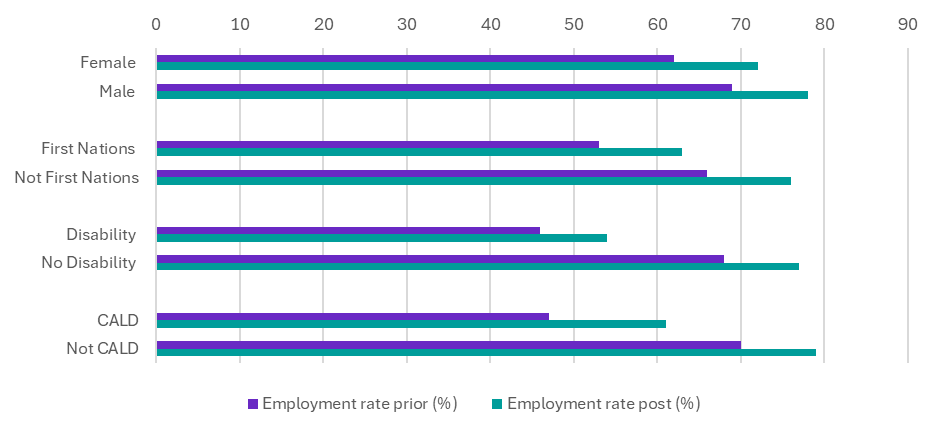 0 10 20 30 40 50 60 70 80 90
Female
Male
First Nations
Not First Nations
Disability
No Disability
CALD
Not CALD
Employment rate prior (%) Employment rate post (%)